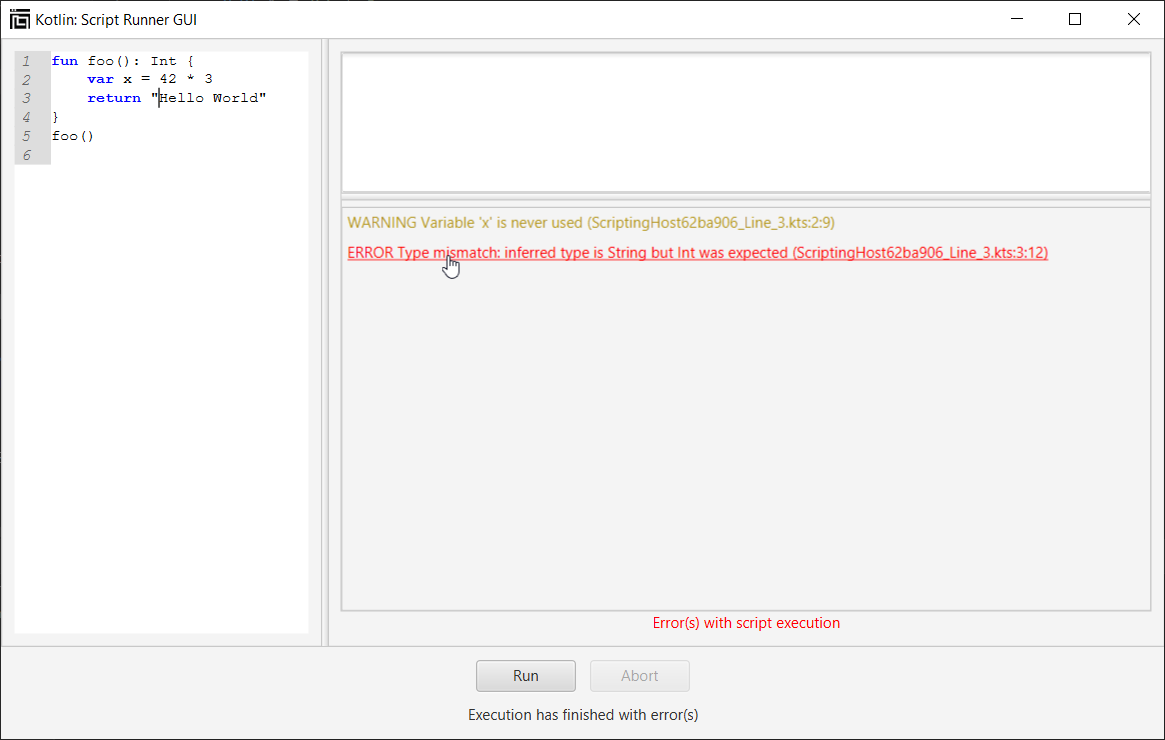 Kotlin: Script Runner GUI
1 fun foo(): Int {
2     var x = 42 * 3
3     return "Hello World"
4 }
5 foo()
6
WARNING Variable 'x' is never used (ScriptingHost62ba906_Line_3.kts:2:9)
ERROR Type mismatch: inferred type is String but Int was expected (ScriptingHost62ba906_Line_3.kts:3:12)
Error(s) with script execution
Run Abort
Execution has finished with error(s)